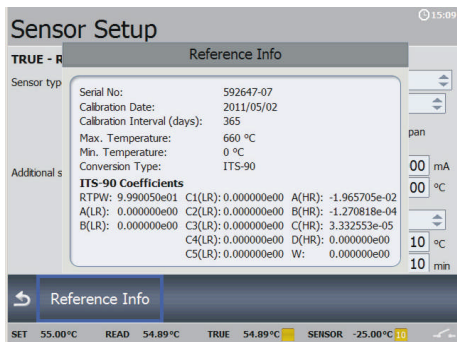 Sensor Setup
15:09
TRUE - R
Reference Info
Sensor typ
Serial No: 592647-07
Calibration Date: 2011/05/02
Calibration Interval (days): 365
pan
Max. Temperature: 660 °C
Min. Temperature: 0 °C
Conversion Type: ITS-90
00 mA
Additional s
ITS-90 Coefficients
00 °C
RTPW: 9.990050e01 C1(LR): 0.000000e00 A(HR): -1.965705e-02
A(LR): 0.000000e00 C2(LR): 0.000000e00 B(HR): -1.270818e-04
B(LR): 0.000000e00 C3(LR): 0.000000e00 C(HR): 3.332553e-05
C4(LR): 0.000000e00 D(HR): 0.000000e00
10 °C
C5(LR): 0.000000e00 W: 0.000000e00
10 min
Reference Info
SET 55.00°C READ 54.89°C TRUE 54.89°C SENSOR -25.00°C 10